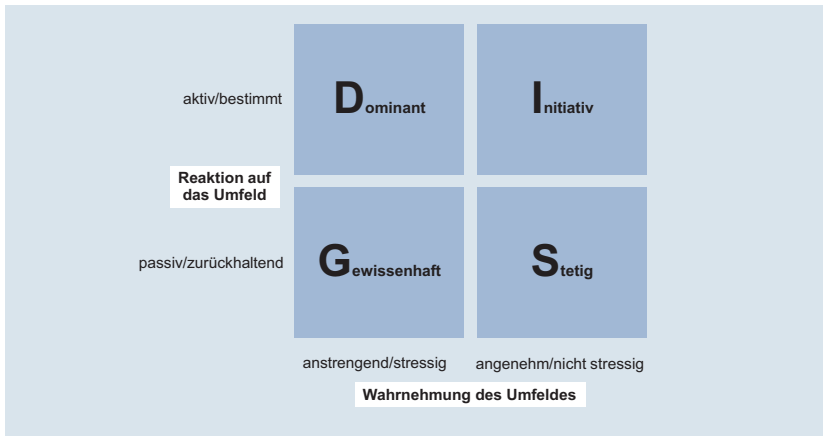 aktiv/bestimmt
Dominant
Initiativ
Reaktion auf
das Umfeld
passiv/zurückhaltend
Gewissenhaft
Stetig
anstrengend/stressig
angenehm/nicht stressig
Wahrnehmung des Umfeldes